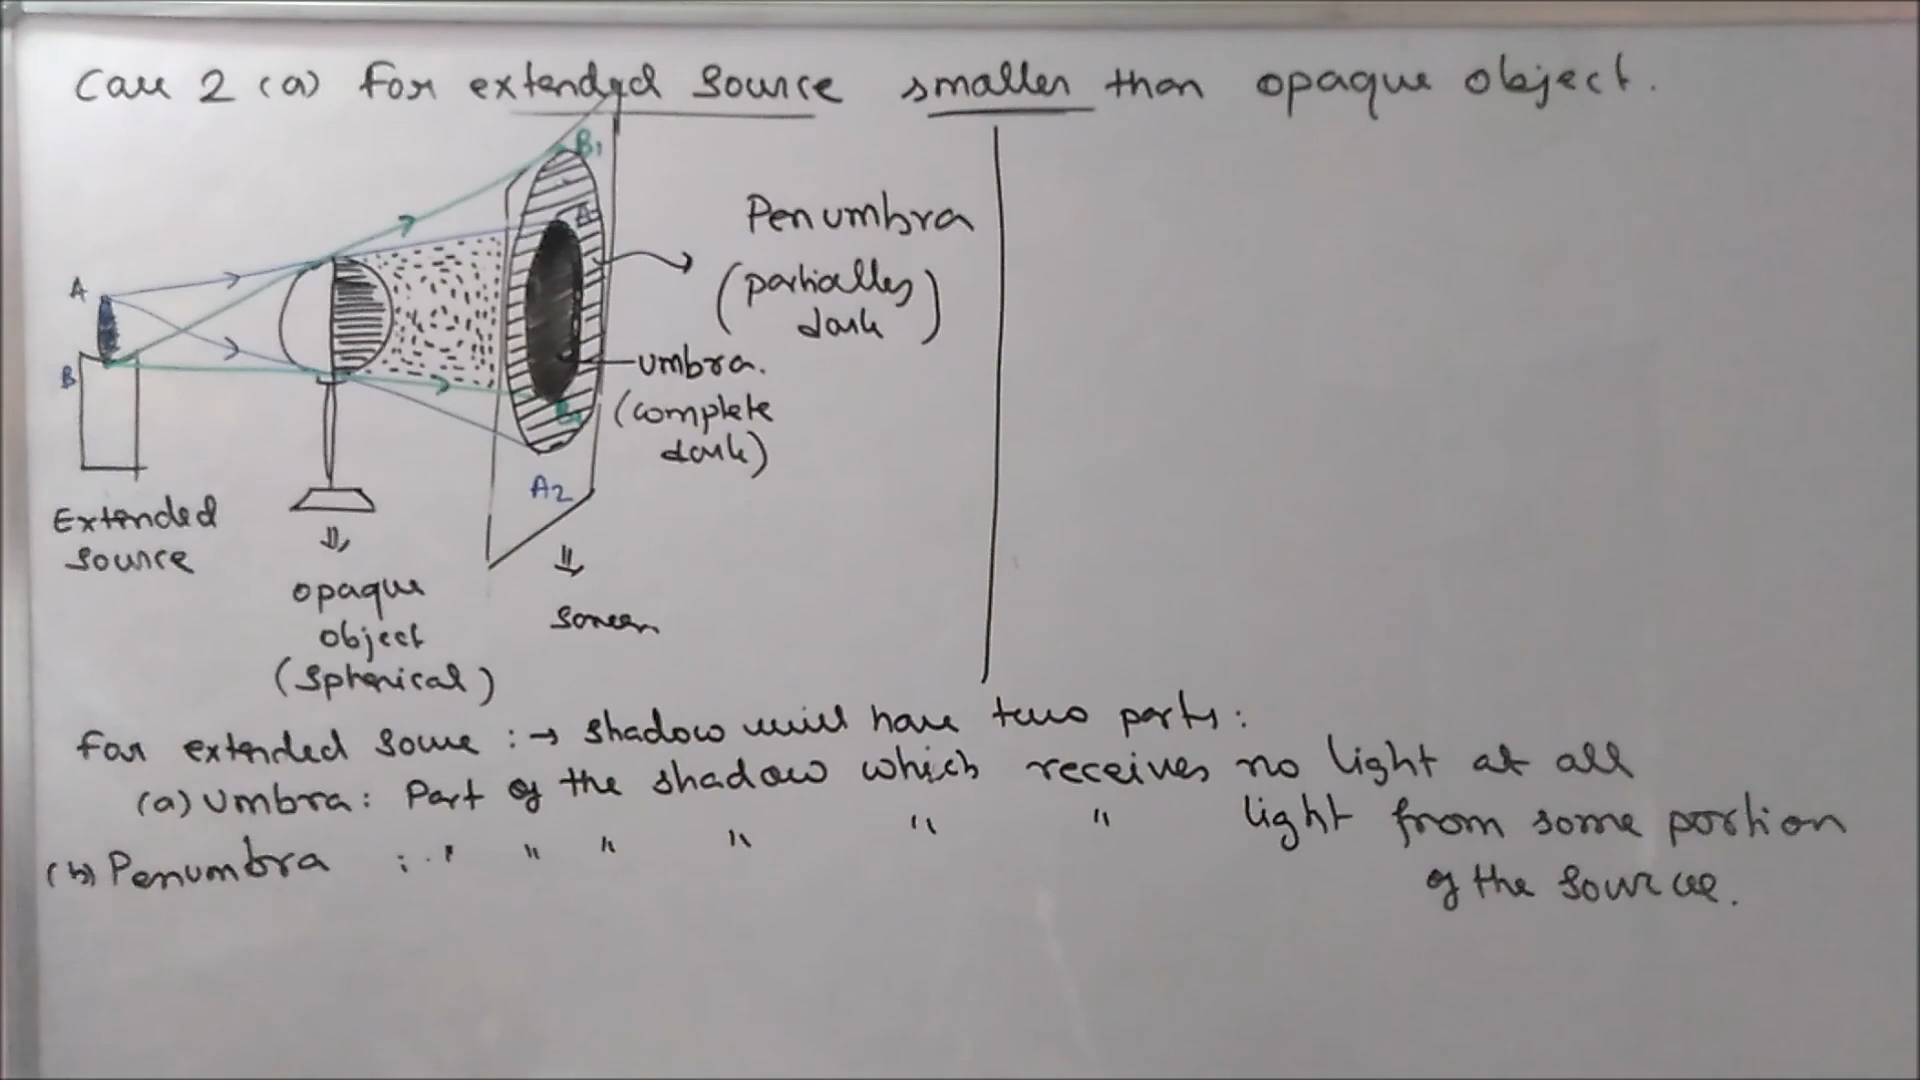 Case 2 (a) For extended source smaller than opaque object.
B1
A
Penumbra
(partially
dark)
A
B
umbra.
(complete
dark)
A2
Extended
source
opaque
object
(spherical)
Screen
For extended source :→ shadow will have two parts:
(a) Umbra: Part of the shadow which receives no light at all
(b) Penumbra : " " " " " " light from some portion
of the source.